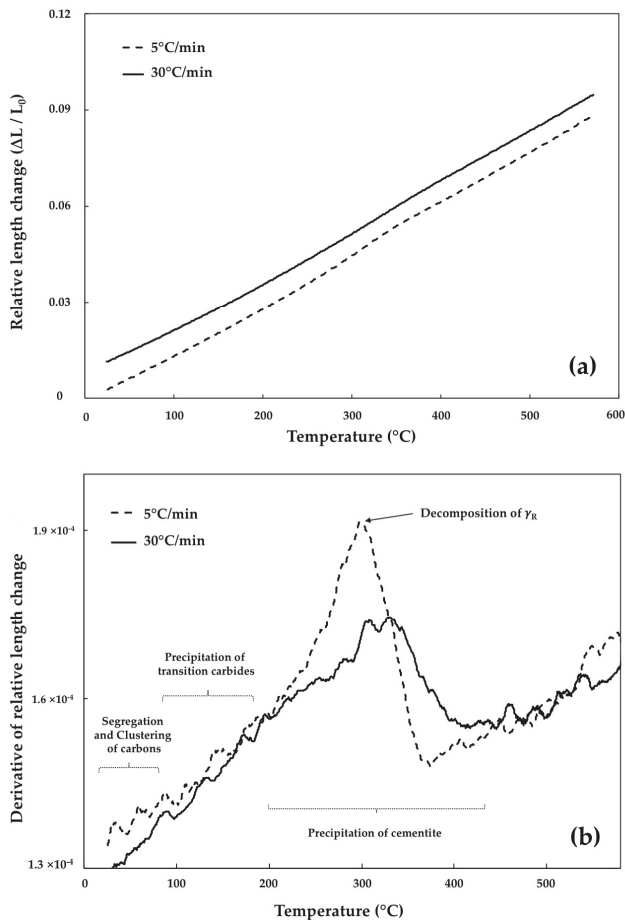 0.12
5°C/min
30°C/min
0.09
0.06
0.03
0
Relative length change (ΔL / L₀)
(a)
0 100 200 300 400 500 600
Temperature (°C)
5°C/min
30°C/min
Decomposition of γR
1.9 ×10⁻⁴
Precipitation of
transition carbides
1.6 ×10⁻⁴
Segregation
and Clustering
of carbons
Precipitation of cementite
(b)
1.3 ×10⁻⁴
Derivative of relative length change
0 100 200 300 400 500
Temperature (°C)